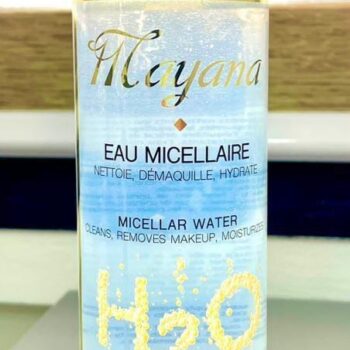 Mayana
EAU MICELLAIRE
NETTOIE, DÉMAQUILLE, HYDRATE
MICELLAR WATER
CLEANS, REMOVES MAKEUP, MOISTURIZES
H2O